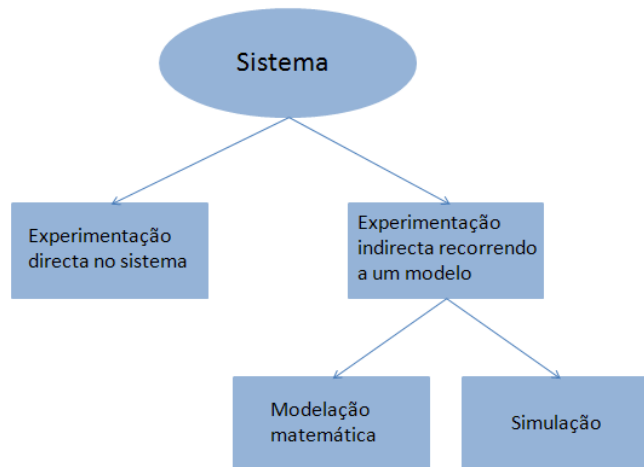 Sistema
Experimentação
directa no sistema
Experimentação
indirecta recorrendo
a um modelo
Modelação
matemática
Simulação